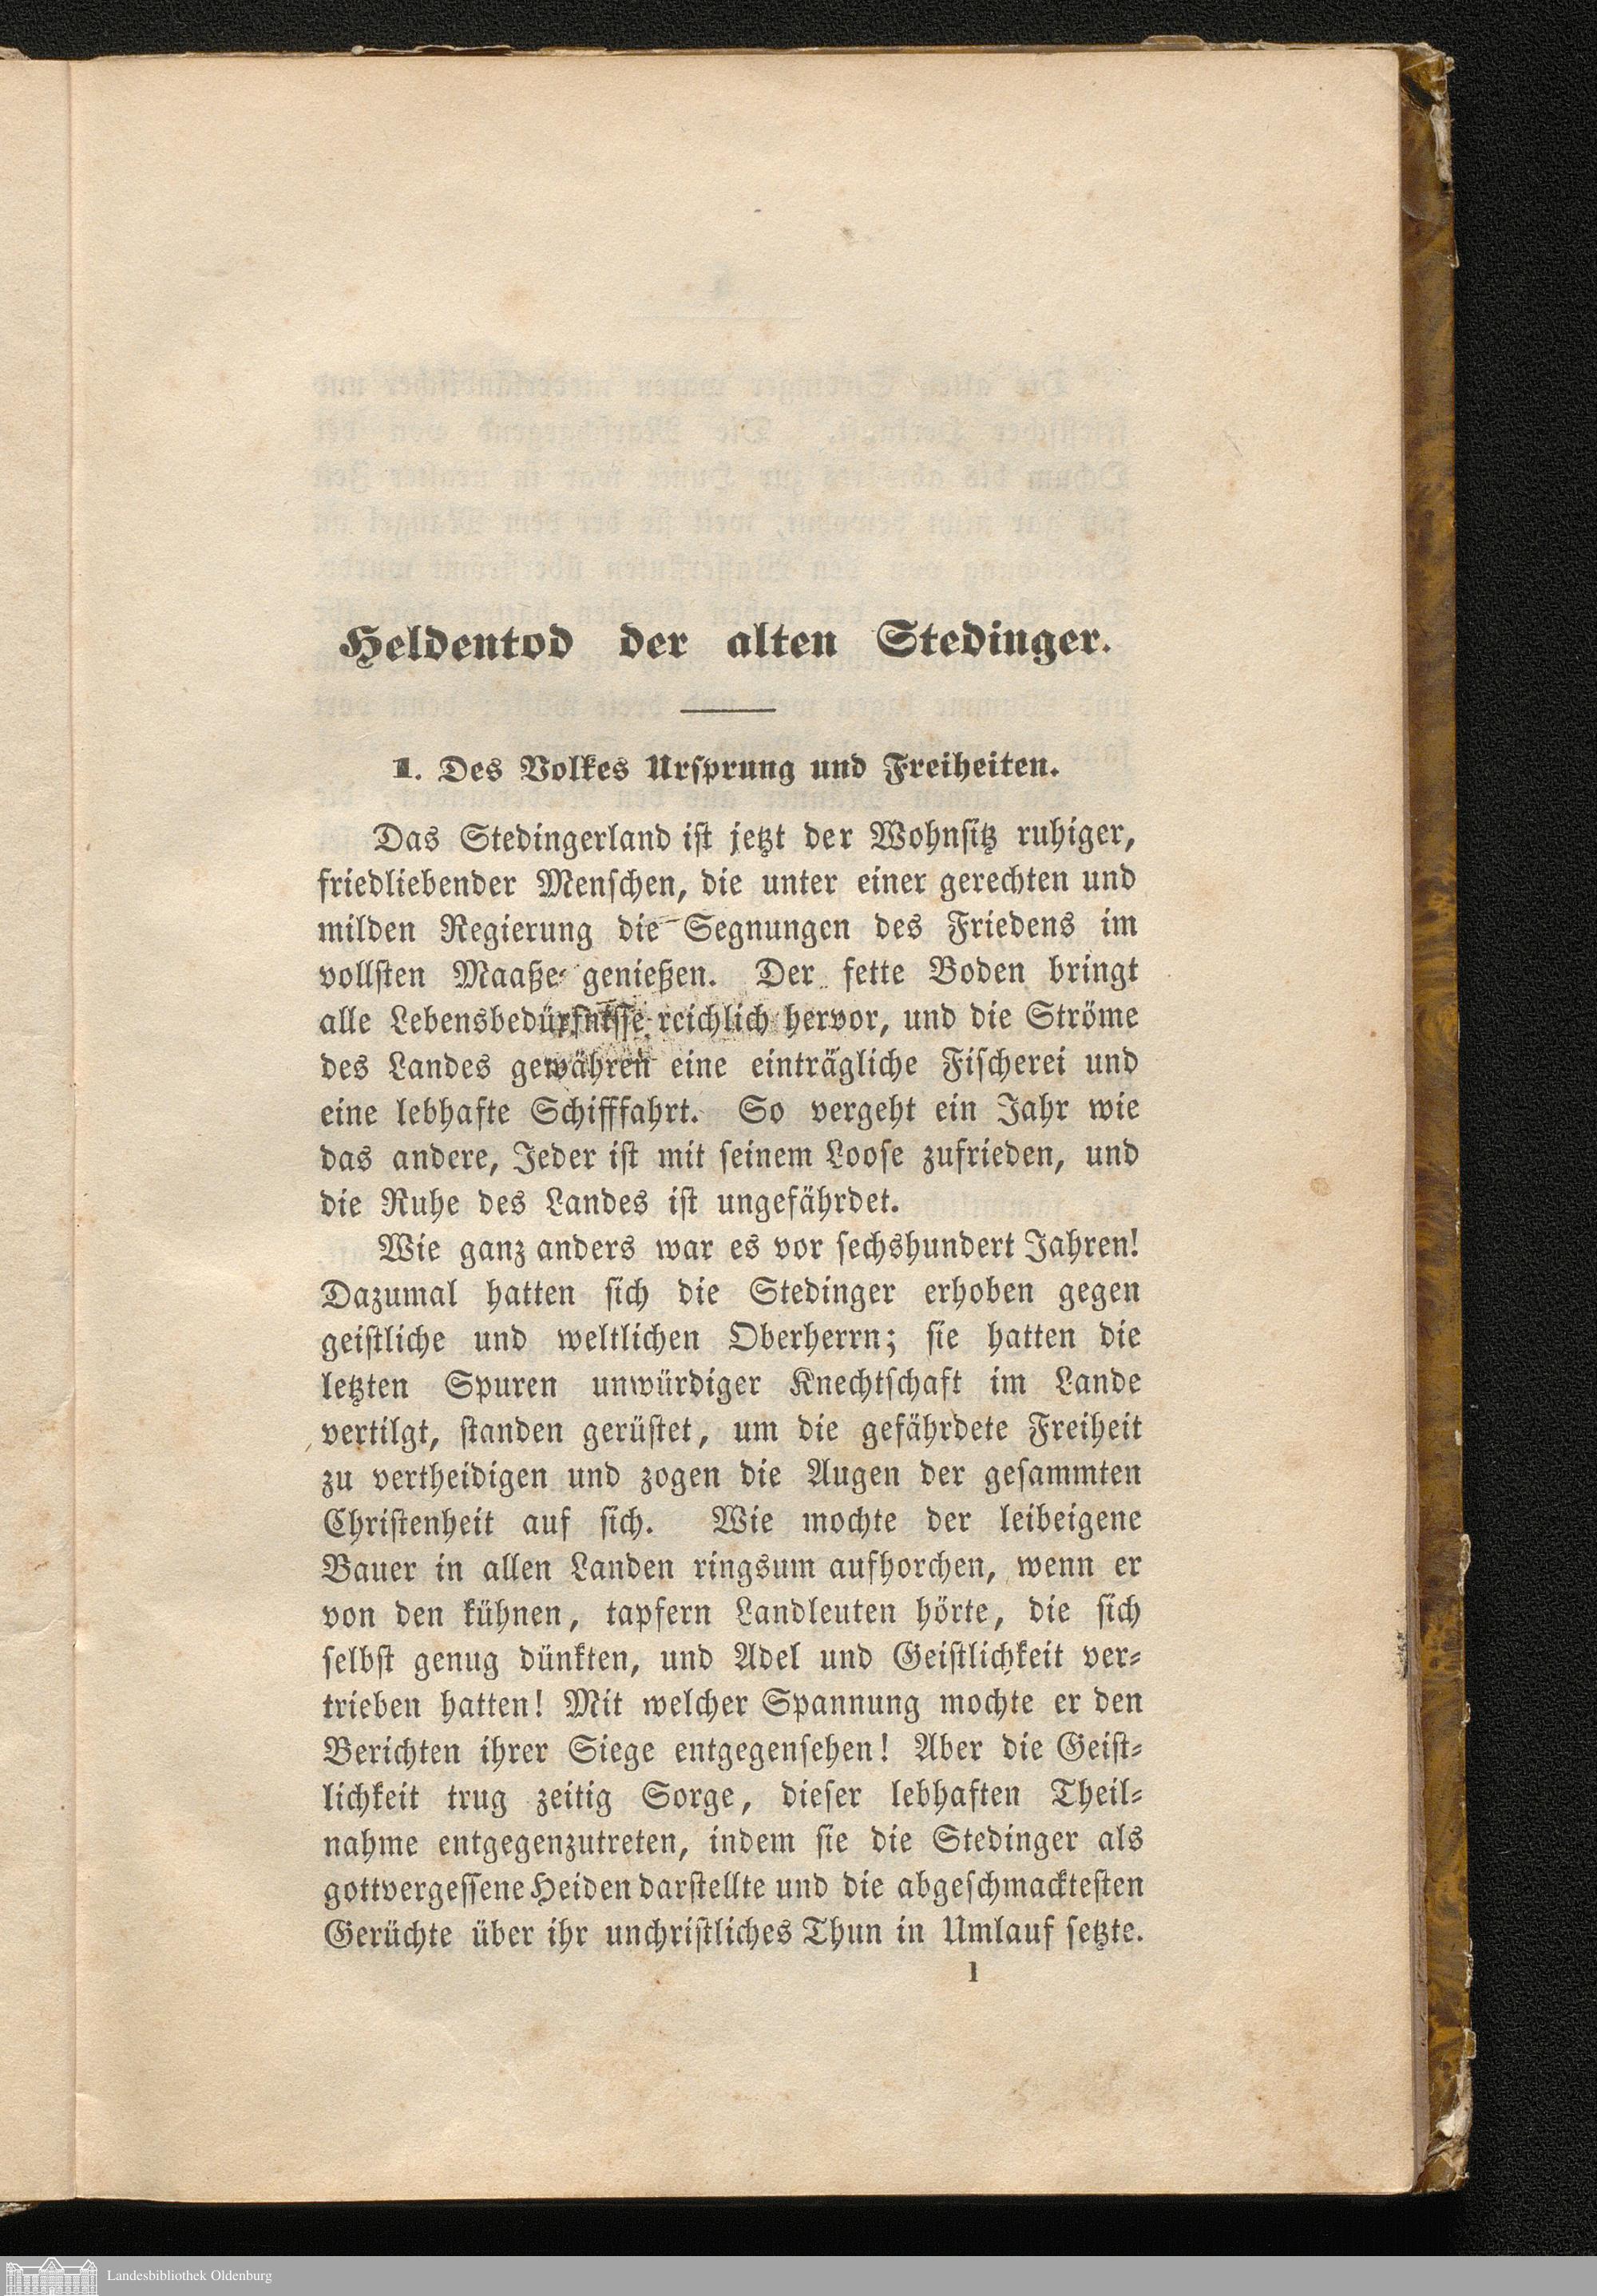 Heldentod der alten Stedinger.
1. Des Volkes Ursprung und Freiheiten.
Das Stedingerland ist jetzt der Wohnsitz ruhiger,
friedliebender Menschen, die unter einer gerechten und
milden Regierung die Segnungen des Friedens im
vollsten Maaße genießen. Der fette Boden bringt
alle Lebensbedürfnisse reichlich hervor, und die Ströme
des Landes gewähren eine einträgliche Fischerei und
eine lebhafte Schifffahrt. So vergeht ein Jahr wie
das andere, Jeder ist mit seinem Loose zufrieden, und
die Ruhe des Landes ist ungefährdet.
Wie ganz anders war es vor sechshundert Jahren!
Dazumal hatten sich die Stedinger erhoben gegen
geistliche und weltlichen Oberherrn; sie hatten die
letzten Spuren unwürdiger Knechtschaft im Lande
vertilgt, standen gerüstet, um die gefährdete Freiheit
zu vertheidigen und zogen die Augen der gesammten
Christenheit auf sich. Wie mochte der leibeigene
Bauer in allen Landen ringsum aufhorchen, wenn er
von den kühnen, tapfern Landleuten hörte, die sich
selbst genug dünkten, und Adel und Geistlichkeit ver-
trieben hatten! Mit welcher Spannung mochte er den
Berichten ihrer Siege entgegensehen! Aber die Geist-
lichkeit trug zeitig Sorge, dieser lebhaften Theil-
nahme entgegenzutreten, indem sie die Stedinger als
gottvergessene Heiden darstellte und die abgeschmacktesten
Gerüchte über ihr unchristliches Thun in Umlauf setzte.
1
Landesbibliothek Oldenburg